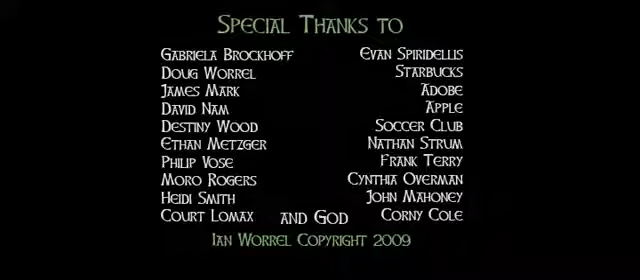 Special Thanks to
Gabriela Brockhoff Evan Spiridellis
Doug Worrel Starbucks
James Mark Adobe
David Nam Apple
Destiny Wood Soccer Club
Ethan Metzger Nathan Strum
Philip Vose Frank Terry
Moro Rogers Cynthia Overman
Heidi Smith John Mahoney
Court Lomax and God Corny Cole
Ian Worrel Copyright 2009